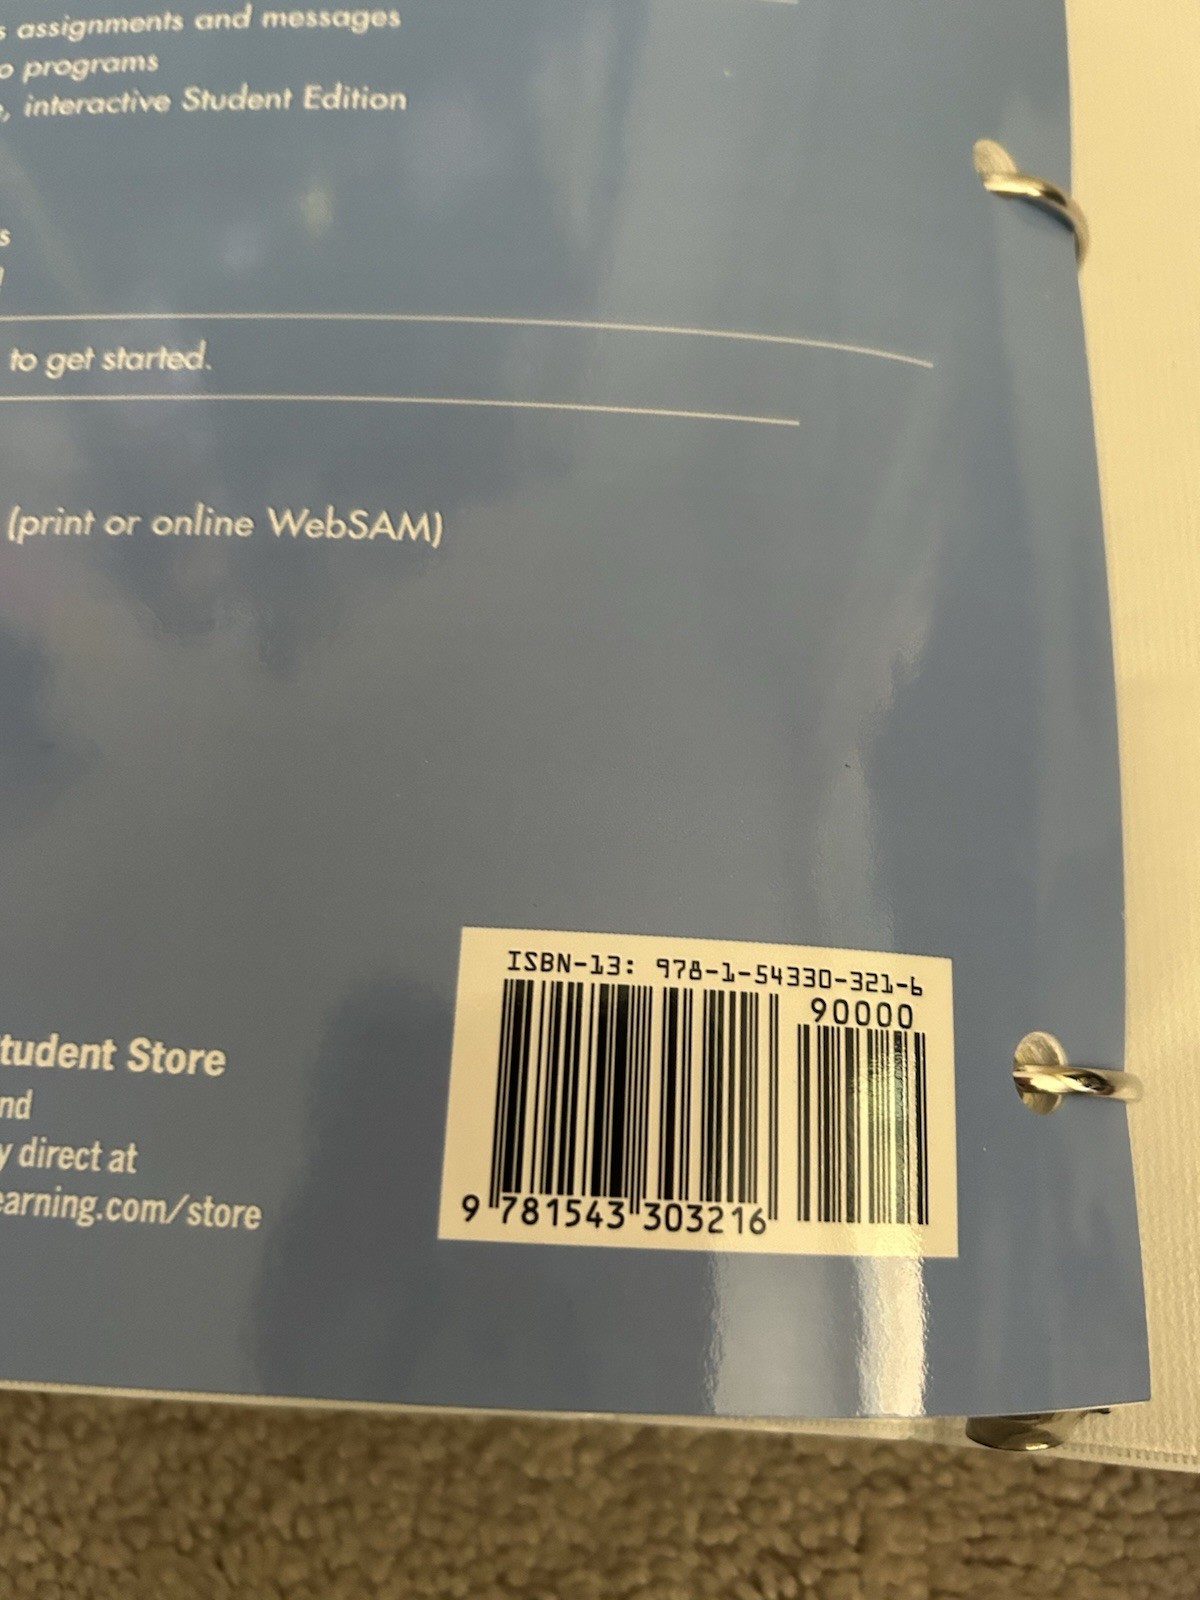 assignments and messages
programs
interactive Student Edition
s
to get started.
(print or online WebSAM)
ISBN-13: 978-1-54330-321-6
90000
9 781543 303216
tudent Store
nd
y direct at
earning.com/store